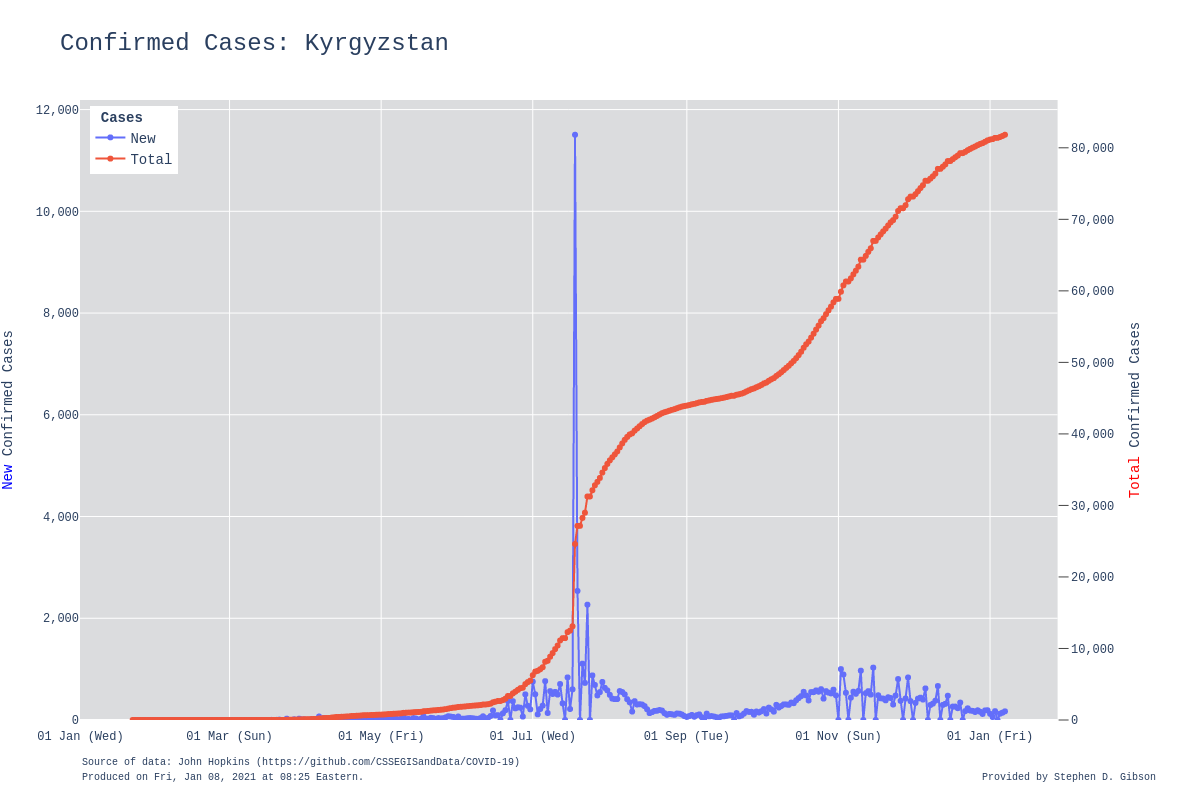 Confirmed Cases: Kyrgyzstan
Cases
New
Total
12,000
10,000
8,000
6,000
4,000
2,000
0
New Confirmed Cases
80,000
70,000
60,000
50,000
40,000
30,000
20,000
10,000
0
Total Confirmed Cases
01 Jan (Wed) 01 Mar (Sun) 01 May (Fri) 01 Jul (Wed) 01 Sep (Tue) 01 Nov (Sun) 01 Jan (Fri)
Source of data: John Hopkins (https://github.com/CSSEGISandData/COVID-19)
Produced on Fri, Jan 08, 2021 at 08:25 Eastern.
Provided by Stephen D. Gibson